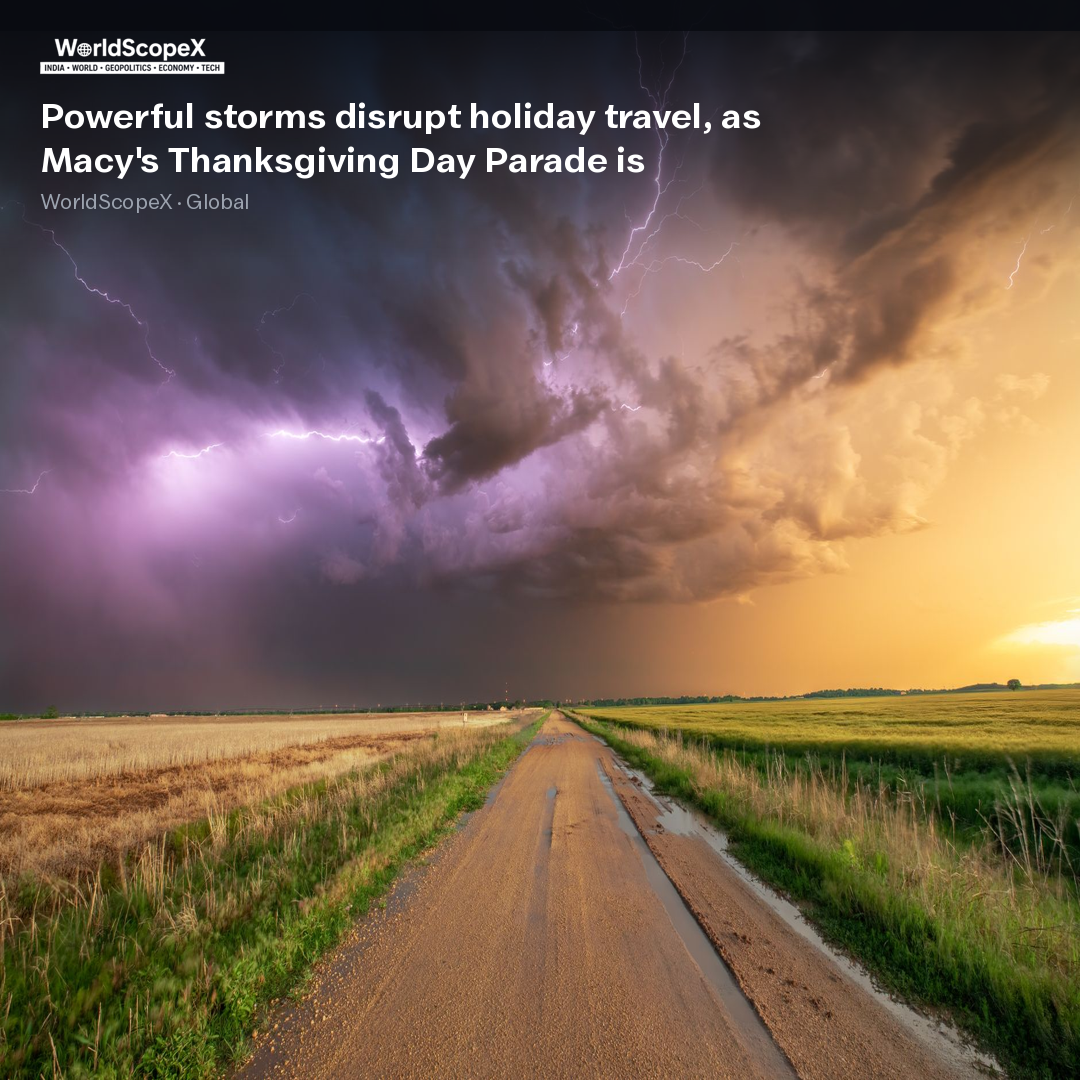 WorldScopeX
INDIA • WORLD • GEOPOLITICS • ECONOMY • TECH
Powerful storms disrupt holiday travel, as
Macy's Thanksgiving Day Parade is
WorldScopeX · Global